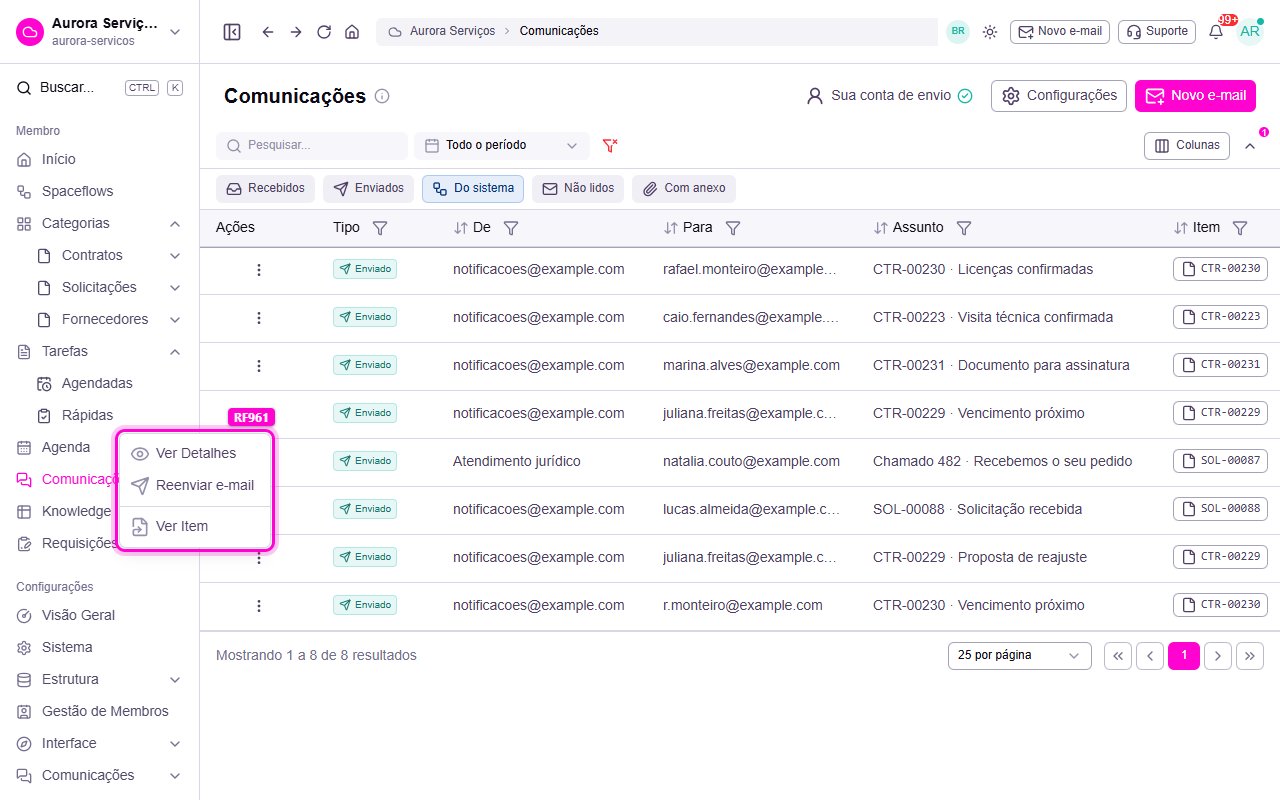 Aurora Serviç...
aurora-servicos
Buscar...
CTRL
K
Membro
Início
Spaceflows
Categorias
Contratos
Solicitações
Fornecedores
Tarefas
Agendadas
Rápidas
Agenda
Comunicaçõ
Knowledge
Requisições
Configurações
Visão Geral
Sistema
Estrutura
Gestão de Membros
Interface
Comunicações
Aurora Serviços
Comunicações
BR
Novo e-mail
Suporte
99+
AR
Comunicações
Sua conta de envio
Configurações
Novo e-mail
Pesquisar...
Todo o período
Colunas
1
Recebidos
Enviados
Do sistema
Não lidos
Com anexo
Ações Tipo De Para Assunto Item
Enviado notificacoes@example.com rafael.monteiro@example... CTR-00230 · Licenças confirmadas CTR-00230
Enviado notificacoes@example.com caio.fernandes@example.... CTR-00223 · Visita técnica confirmada CTR-00223
Enviado notificacoes@example.com marina.alves@example.com CTR-00231 · Documento para assinatura CTR-00231
Enviado notificacoes@example.com juliana.freitas@example.c... CTR-00229 · Vencimento próximo CTR-00229
Enviado Atendimento jurídico natalia.couto@example.com Chamado 482 · Recebemos o seu pedido SOL-00087
Enviado notificacoes@example.com lucas.almeida@example.c... SOL-00088 · Solicitação recebida SOL-00088
Enviado notificacoes@example.com juliana.freitas@example.c... CTR-00229 · Proposta de reajuste CTR-00229
Enviado notificacoes@example.com r.monteiro@example.com CTR-00230 · Vencimento próximo CTR-00230
RF961
Ver Detalhes
Reenviar e-mail
Ver Item
Mostrando 1 a 8 de 8 resultados
25 por página
1